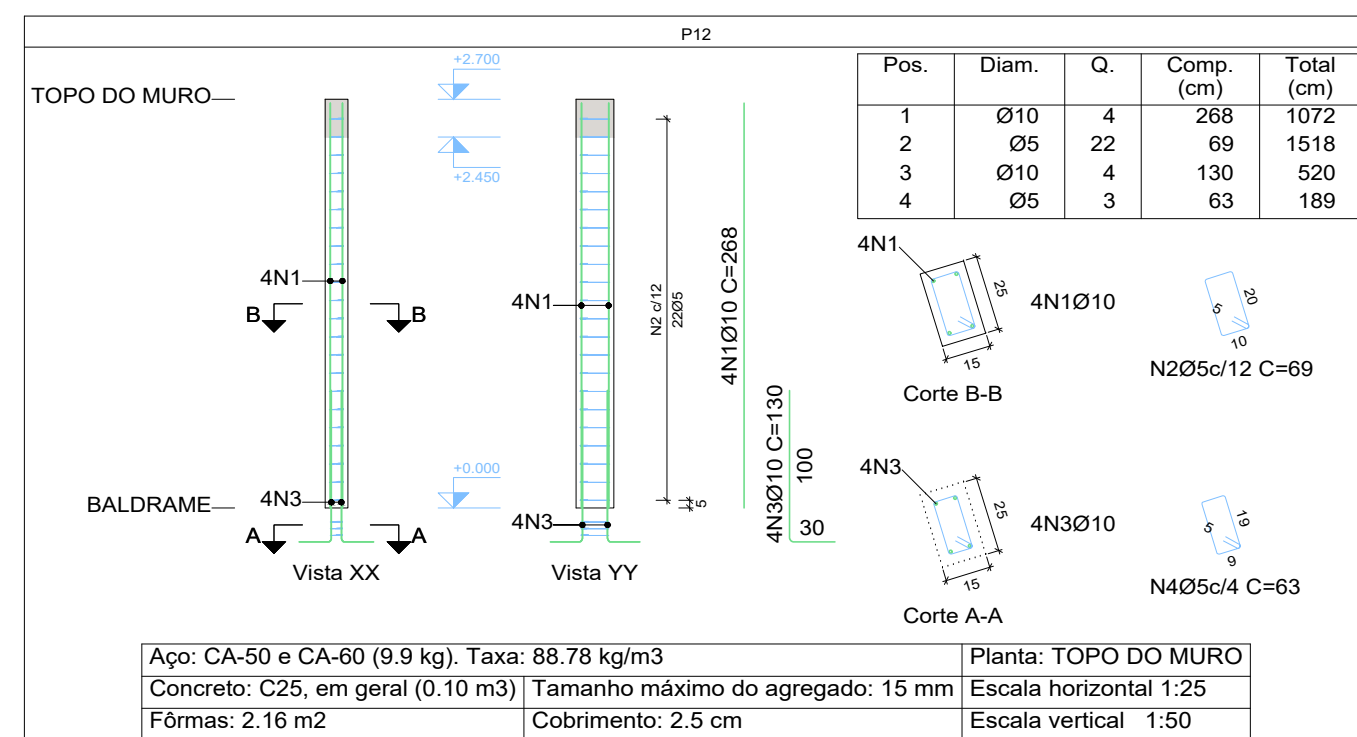 P12
TOPO DO MURO
+2.700
+2.450
4N1
B B
+0.000
BALDRAME
4N3
A A
Vista XX
4N1
N2 c/12
22Ø5
5
4N3
Vista YY
4N1Ø10 C=268
4N3Ø10 C=130
100
30
Pos. Diam. Q. Comp. (cm) Total (cm)
1 Ø10 4 268 1072
2 Ø5 22 69 1518
3 Ø10 4 130 520
4 Ø5 3 63 189
4N1
25
15
4N1Ø10
Corte B-B
5
20
10
N2Ø5c/12 C=69
4N3
25
15
4N3Ø10
Corte A-A
5
19
9
N4Ø5c/4 C=63
Aço: CA-50 e CA-60 (9.9 kg). Taxa: 88.78 kg/m3 Planta: TOPO DO MURO
Concreto: C25, em geral (0.10 m3) Tamanho máximo do agregado: 15 mm Escala horizontal 1:25
Fôrmas: 2.16 m2 Cobrimento: 2.5 cm Escala vertical 1:50